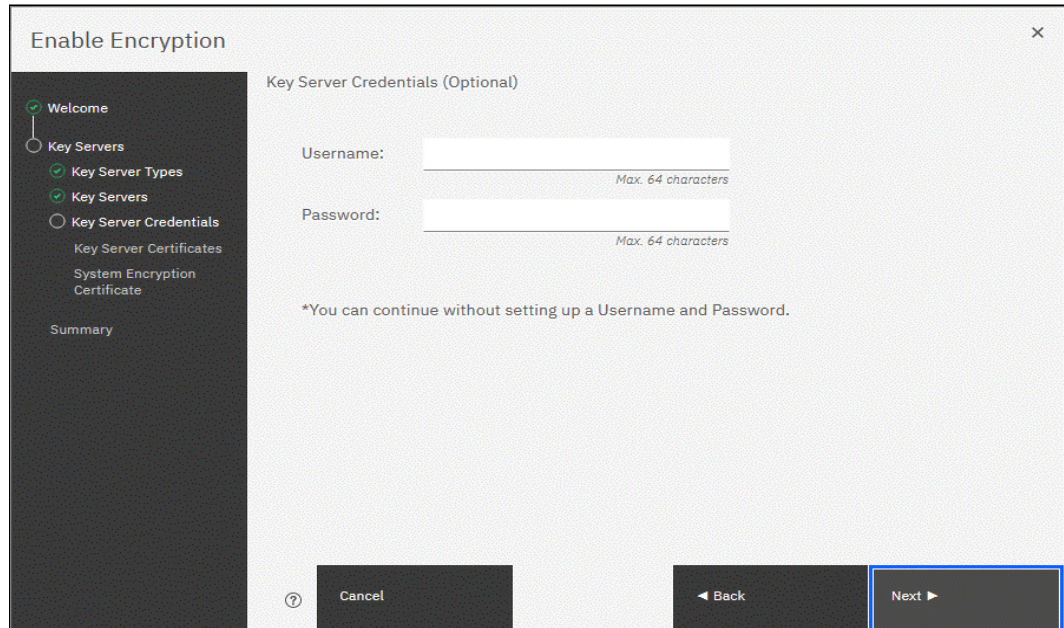 Enable Encryption
×
Welcome
Key Servers
Key Server Types
Key Servers
Key Server Credentials
Key Server Certificates
System Encryption
Certificate
Summary
Key Server Credentials (Optional)
Username:
Max. 64 characters
Password:
Max. 64 characters
*You can continue without setting up a Username and Password.
?
Cancel
◄ Back
Next ►